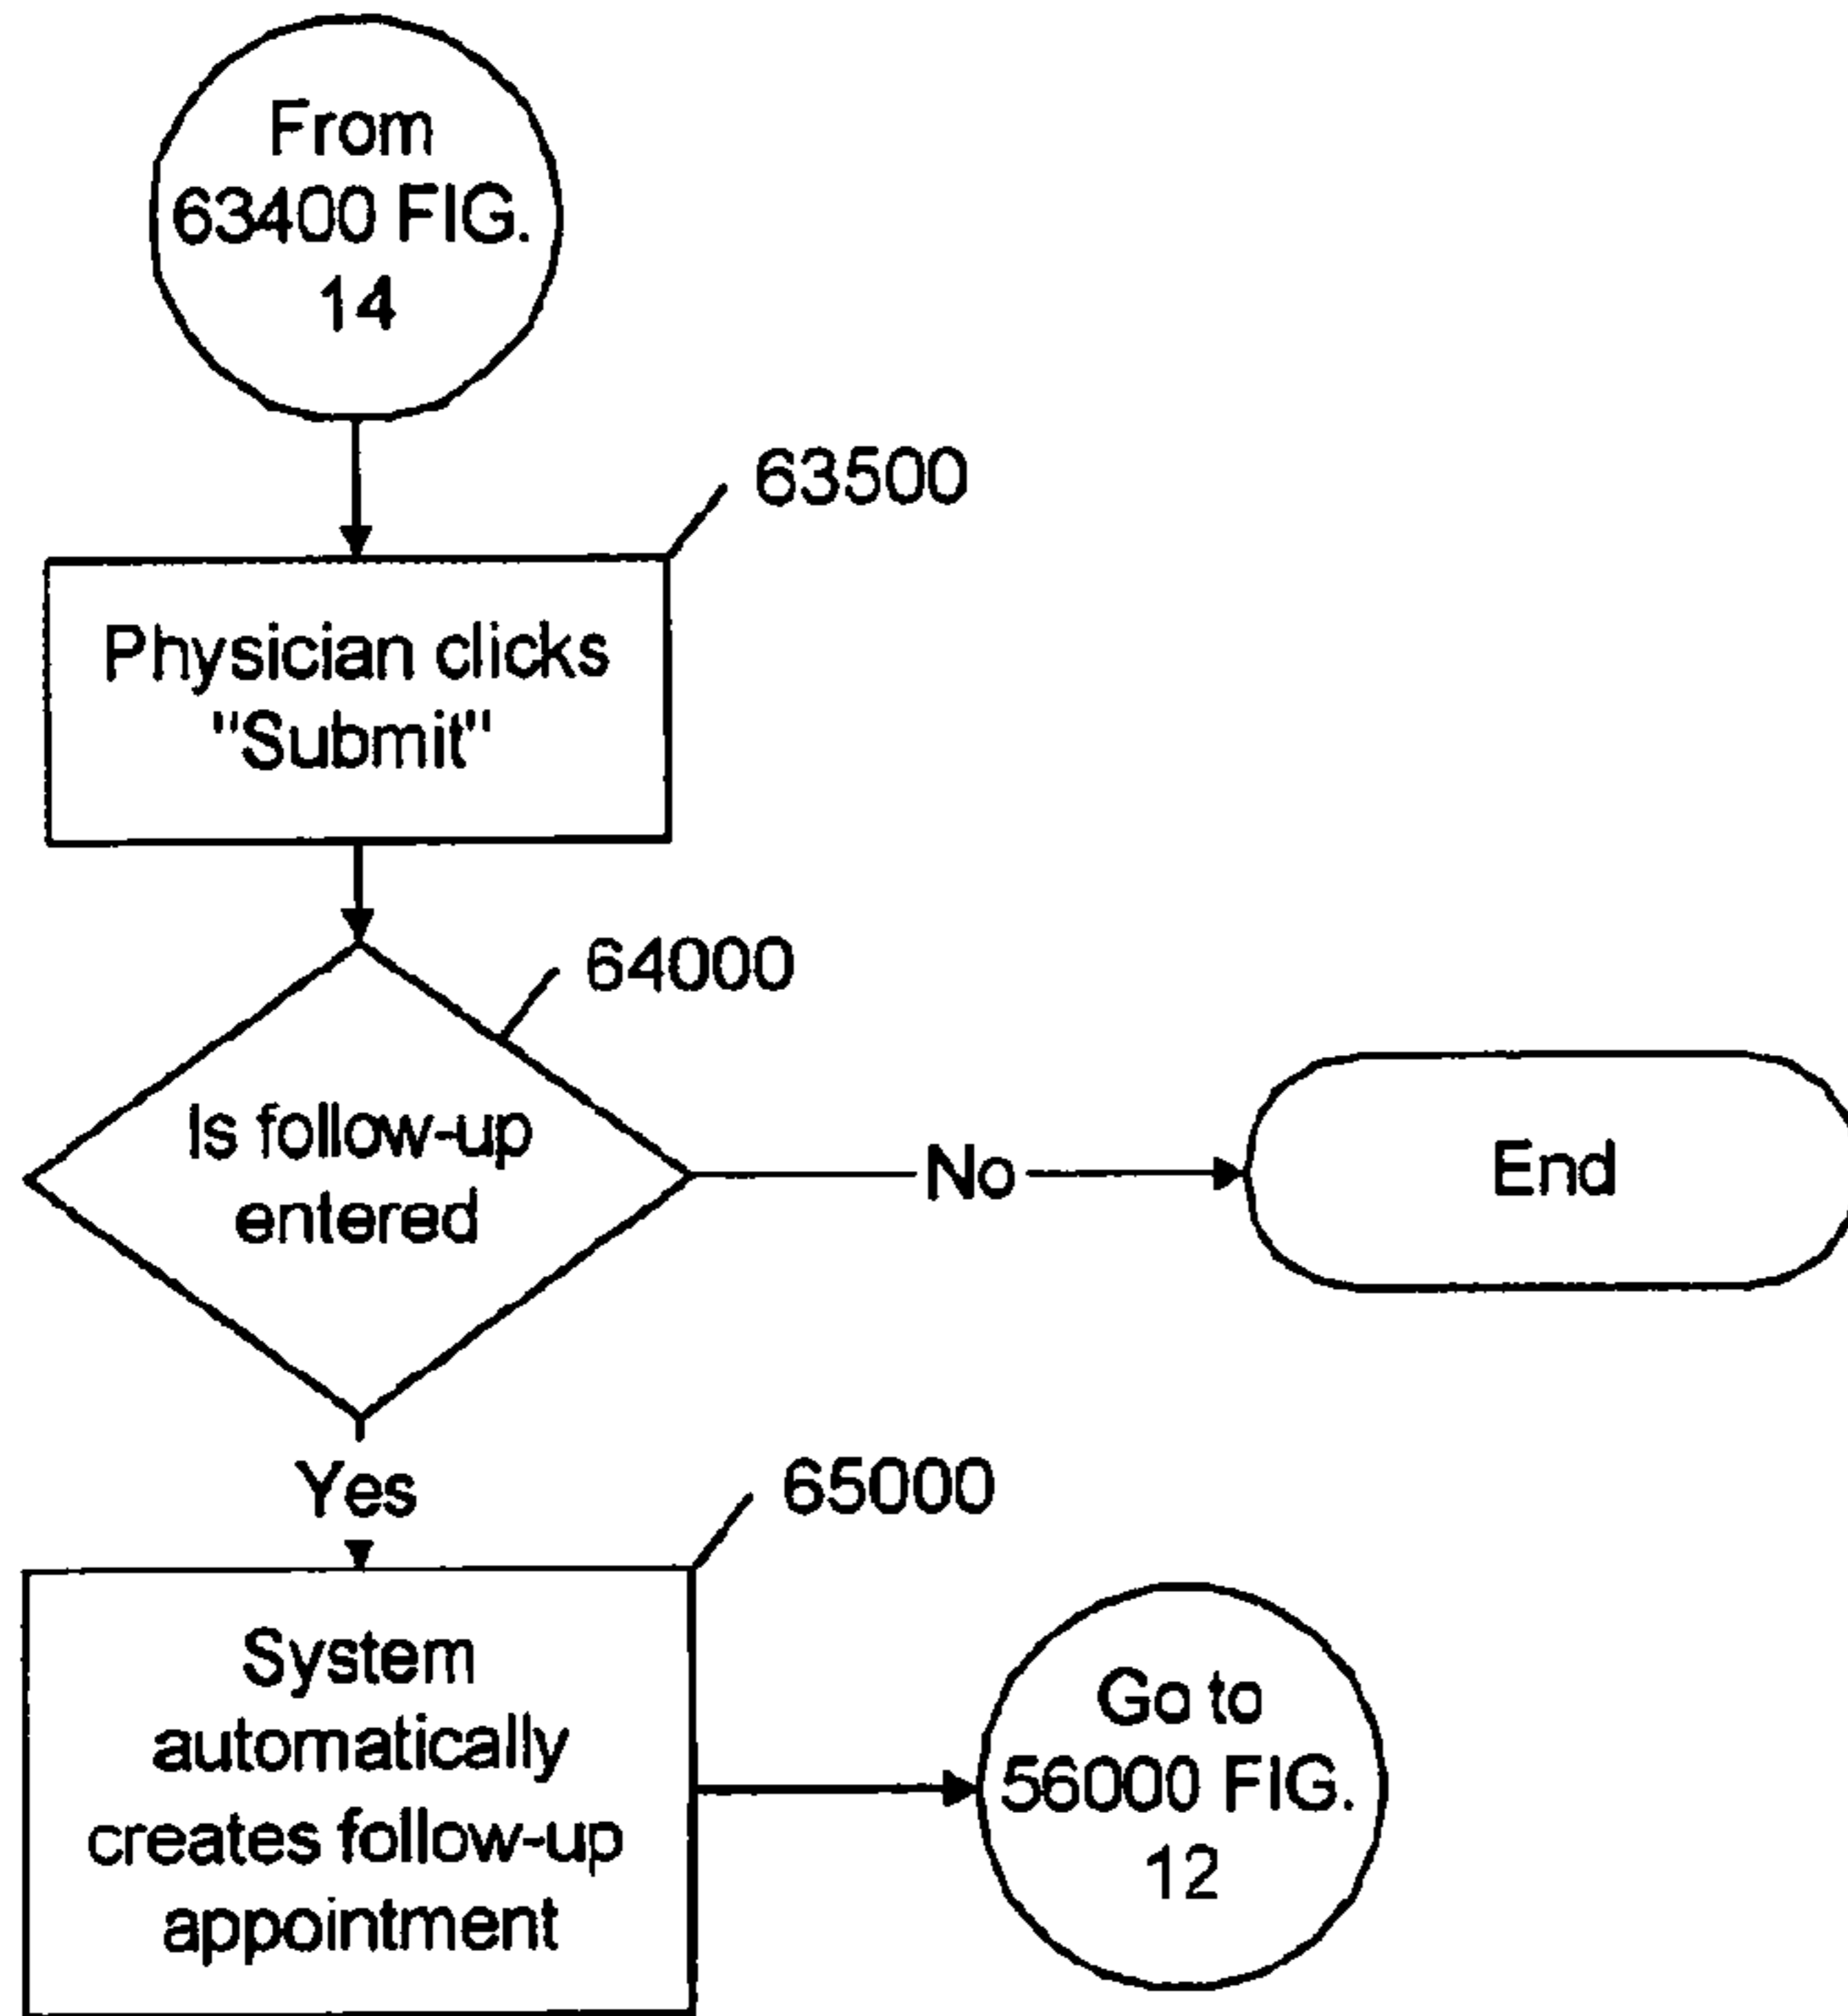 From
63400 FIG.
14
63500
Physician clicks
"Submit"
64000
Is follow-up
entered
No
End
Yes
65000
System
automatically
creates follow-up
appointment
Go to
56000 FIG.
12